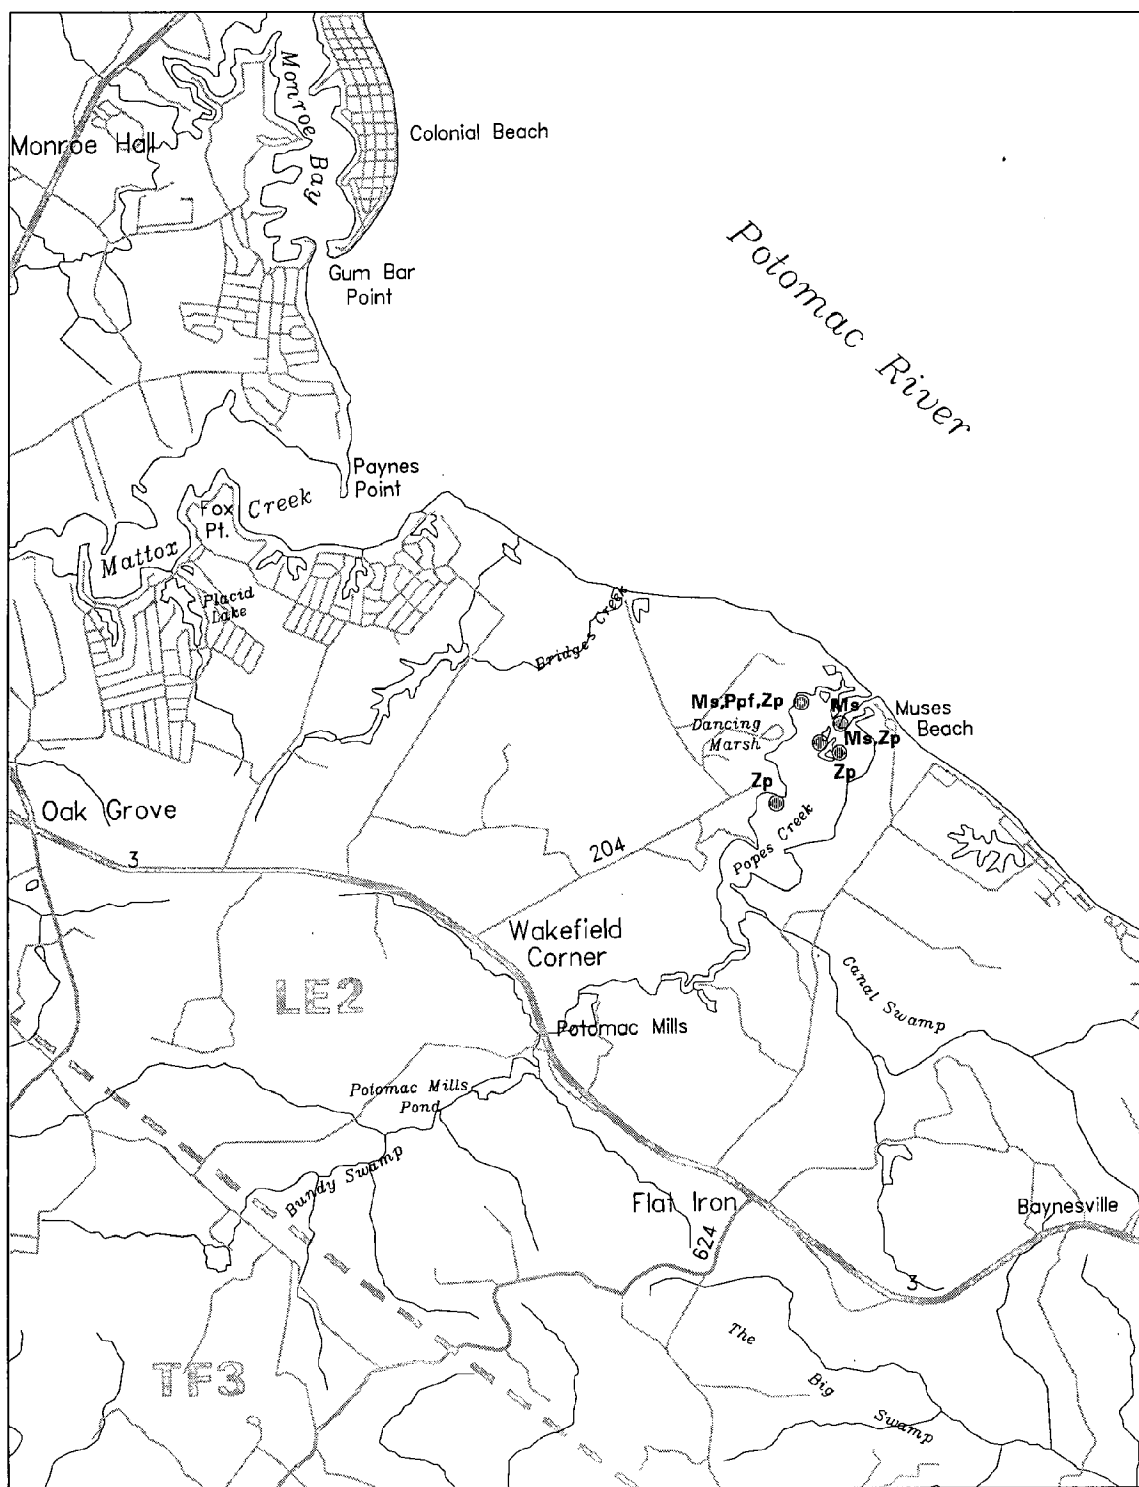 Monroe Hall
Monroe
Bay
Colonial Beach
Gum Bar
Point
Potomac River
Paynes
Point
Fox
Pt.
Mattox Creek
Placid
Lake
Bridges Creek
Ms,Ppf,Zp
Ms
Muses
Beach
Dancing
Marsh
Ms,Zp
Zp
Zp
Oak Grove
Popes Creek
3
204
Wakefield
Corner
LE2
Canal Swamp
Potomac Mills
Potomac Mills
Pond
Bundy Swamp
Flat Iron
624
Baynesville
3
The
Big
Swamp
TF3